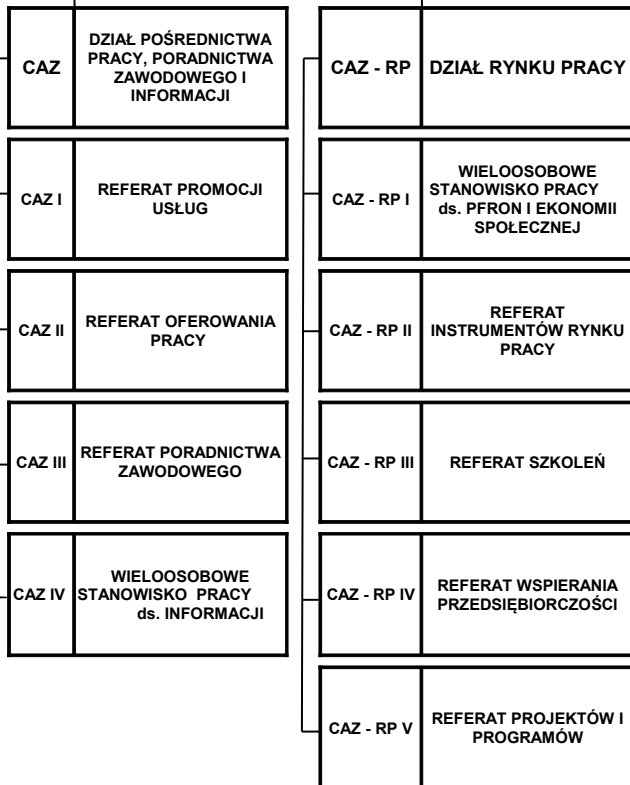 CAZ
DZIAŁ POŚREDNICTWA
PRACY, PORADNICTWA
ZAWODOWEGO I
INFORMACJI
CAZ I
REFERAT PROMOCJI
USŁUG
CAZ II
REFERAT OFEROWANIA
PRACY
CAZ III
REFERAT PORADNICTWA
ZAWODOWEGO
CAZ IV
WIELOOSOBOWE
STANOWISKO PRACY
ds. INFORMACJI
CAZ - RP
DZIAŁ RYNKU PRACY
CAZ - RP I
WIELOOSOBOWE
STANOWISKO PRACY
ds. PFRON I EKONOMII
SPOŁECZNEJ
CAZ - RP II
REFERAT
INSTRUMENTÓW RYNKU
PRACY
CAZ - RP III
REFERAT SZKOLEŃ
CAZ - RP IV
REFERAT WSPIERANIA
PRZEDSIĘBIORCZOŚCI
CAZ - RP V
REFERAT PROJEKTÓW I
PROGRAMÓW